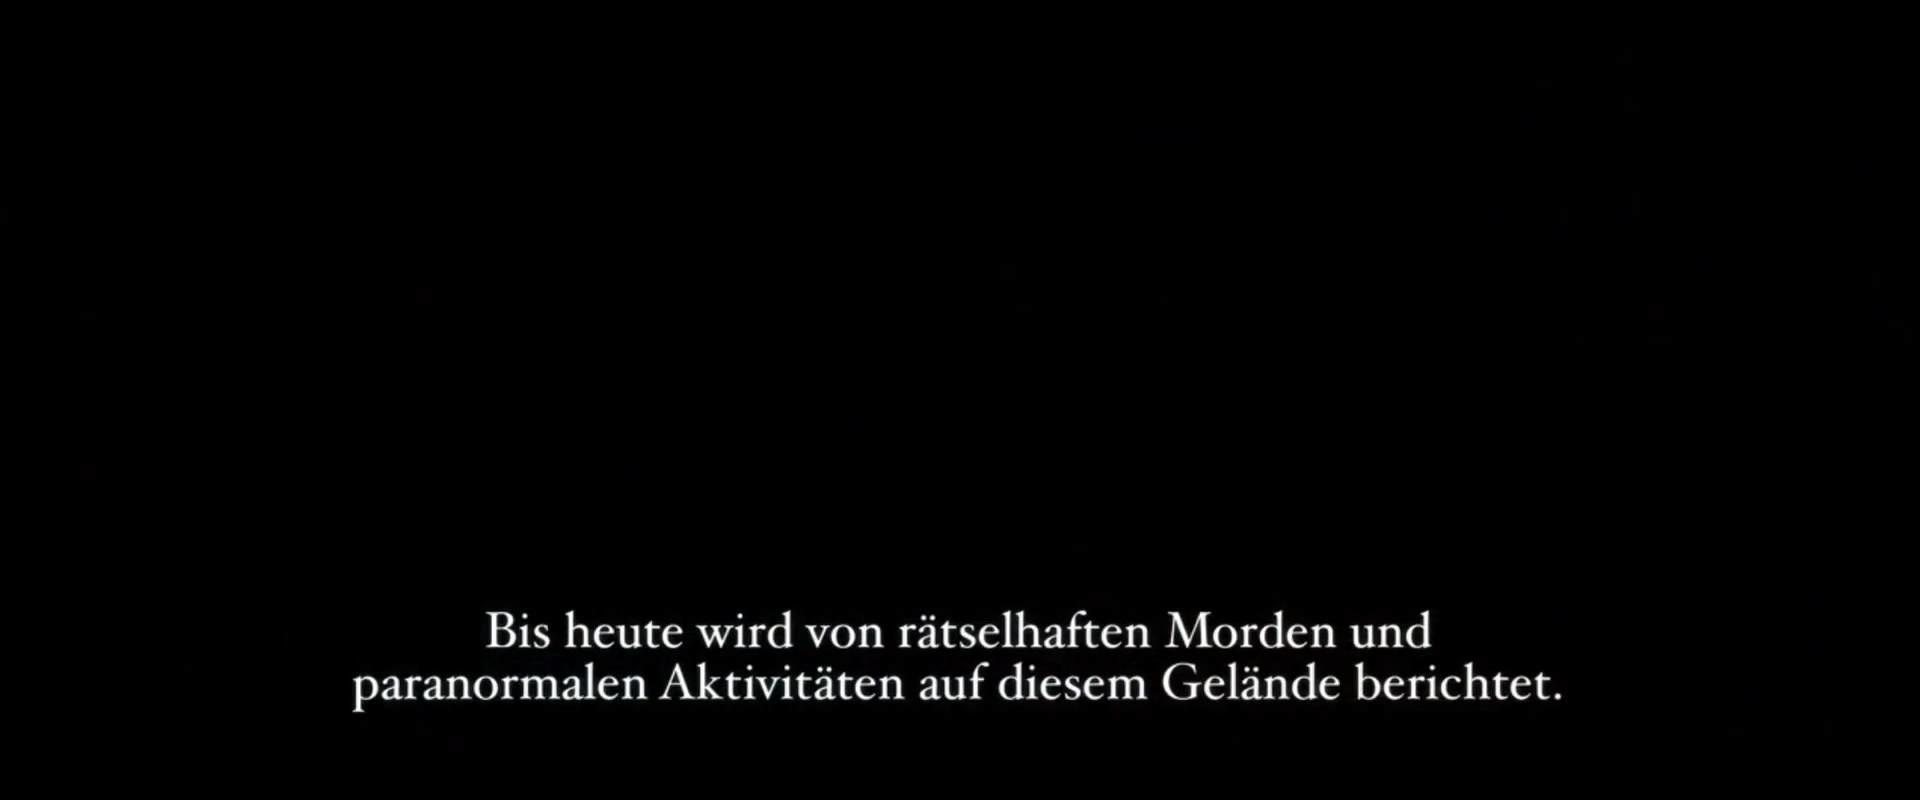 Bis heute wird von rätselhaften Morden und
paranormalen Aktivitäten auf diesem Gelände berichtet.